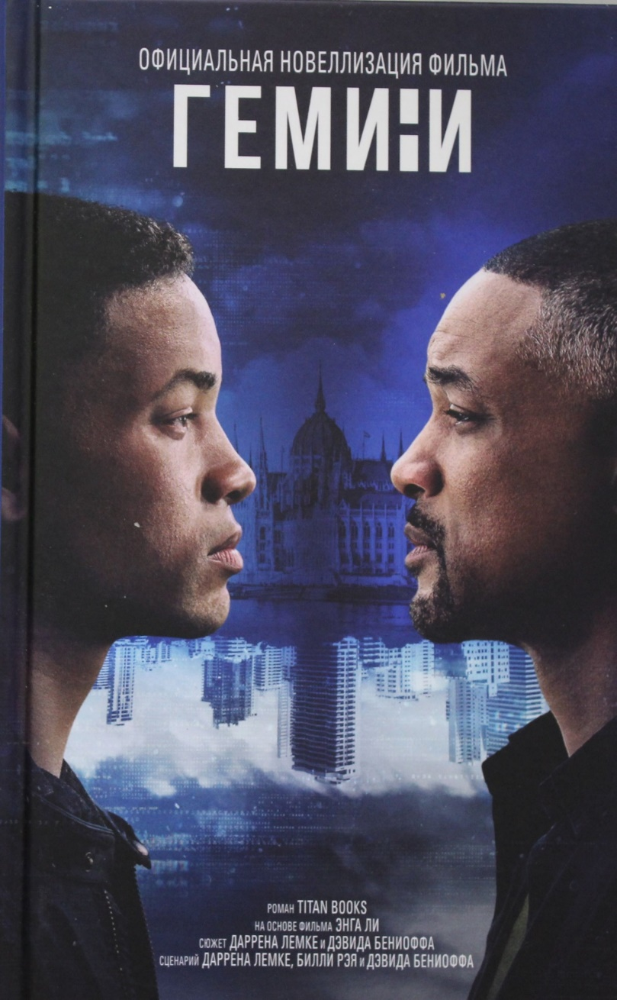 ОФИЦИАЛЬНАЯ НОВЕЛЛИЗАЦИЯ ФИЛЬМА
ГЕМИНИ
РОМАН TITAN BOOKS
НА ОСНОВЕ ФИЛЬМА ЭНГА ЛИ
СЮЖЕТ ДАРРЕНА ЛЕМКЕ И ДЭВИДА БЕНИОФФА
СЦЕНАРИЙ ДАРРЕНА ЛЕМКЕ, БИЛЛИ РЭЯ И ДЭВИДА БЕНИОФФА